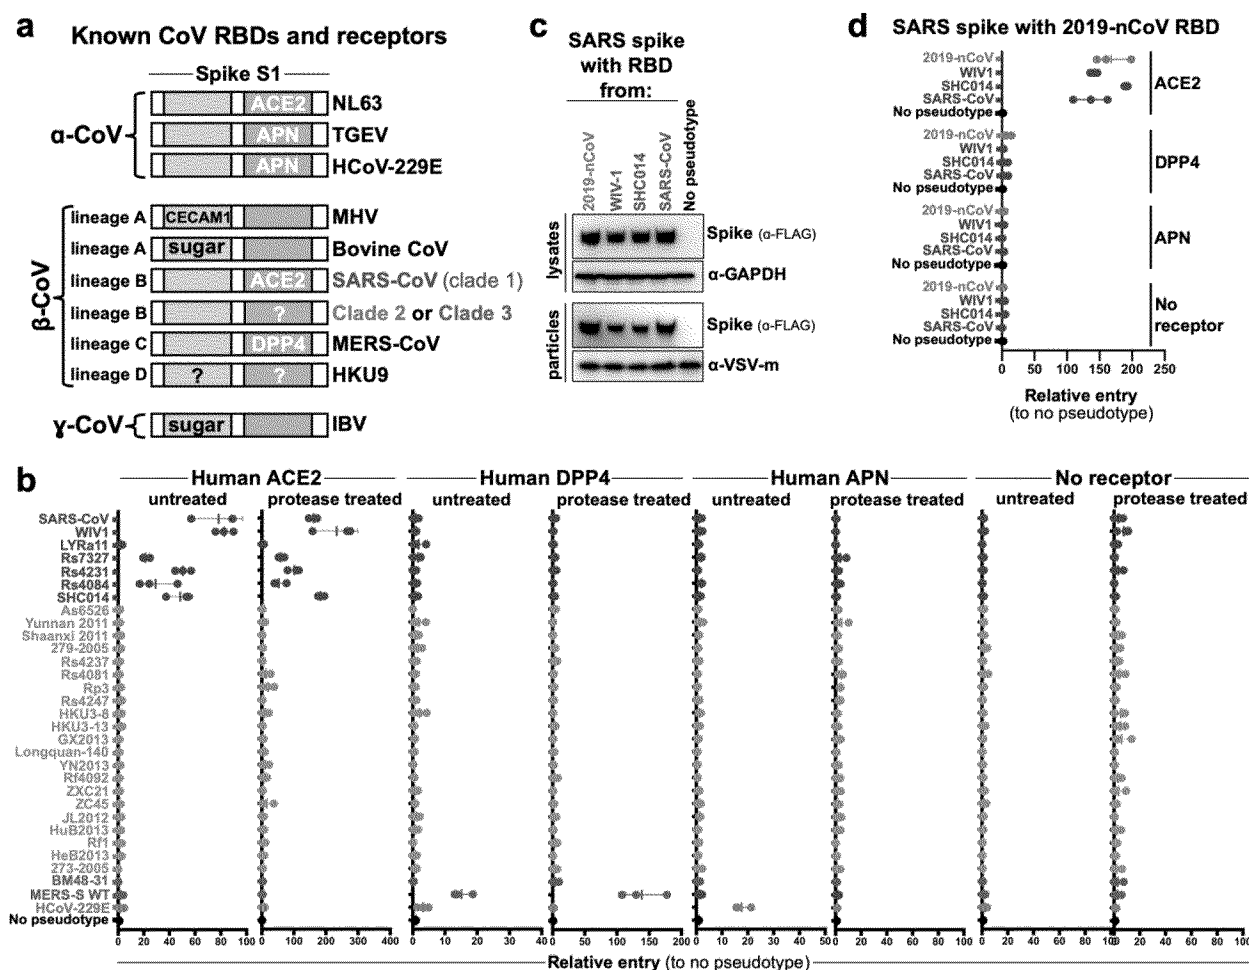 a
Known CoV RBDs and receptors
Spike S1
α-CoV
ACE2 NL63
APN TGEV
APN HCoV-229E
β-CoV
lineage A CECAM1 MHV
lineage A sugar Bovine CoV
lineage B ACE2 SARS-CoV (clade 1)
lineage B ? Clade 2 or Clade 3
lineage C DPP4 MERS-CoV
lineage D ? ? HKU9
ɣ-CoV sugar IBV
c
SARS spike
with RBD
from:
2019-nCoV
WIV-1
SHC014
SARS-CoV
No pseudotype
lysates
Spike (α-FLAG)
α-GAPDH
particles
Spike (α-FLAG)
α-VSV-m
d
SARS spike with 2019-nCoV RBD
2019-nCoV
WIV1
SHC014
SARS-CoV
No pseudotype
ACE2
2019-nCoV
WIV1
SHC014
SARS-CoV
No pseudotype
DPP4
2019-nCoV
WIV1
SHC014
SARS-CoV
No pseudotype
APN
2019-nCoV
WIV1
SHC014
SARS-CoV
No pseudotype
No
receptor
0 50 100 150 200 250
Relative entry
(to no pseudotype)
b
Human ACE2 Human DPP4 Human APN No receptor
untreated protease treated untreated protease treated untreated protease treated untreated protease treated
SARS-CoV
WIV1
LYRa11
Rs7327
Rs4231
Rs4084
SHC014
As6526
Yunnan 2011
Shaanxi 2011
279-2005
Rs4237
Rs4081
Rp3
Rs4247
HKU3-8
HKU3-13
GX2013
Longquan-140
YN2013
Rf4092
ZXC21
ZC45
JL2012
HuB2013
Rf1
HeB2013
273-2005
BM48-31
MERS-S WT
HCoV-229E
No pseudotype
0 20 40 60 80 100 0 100 200 300 400 0 10 20 30 40 0 50 100 150 200 0 10 20 30 40 50 0 20 40 60 80 100 0 20 40 60 80 100 0 20 40 60 80 100
Relative entry (to no pseudotype)